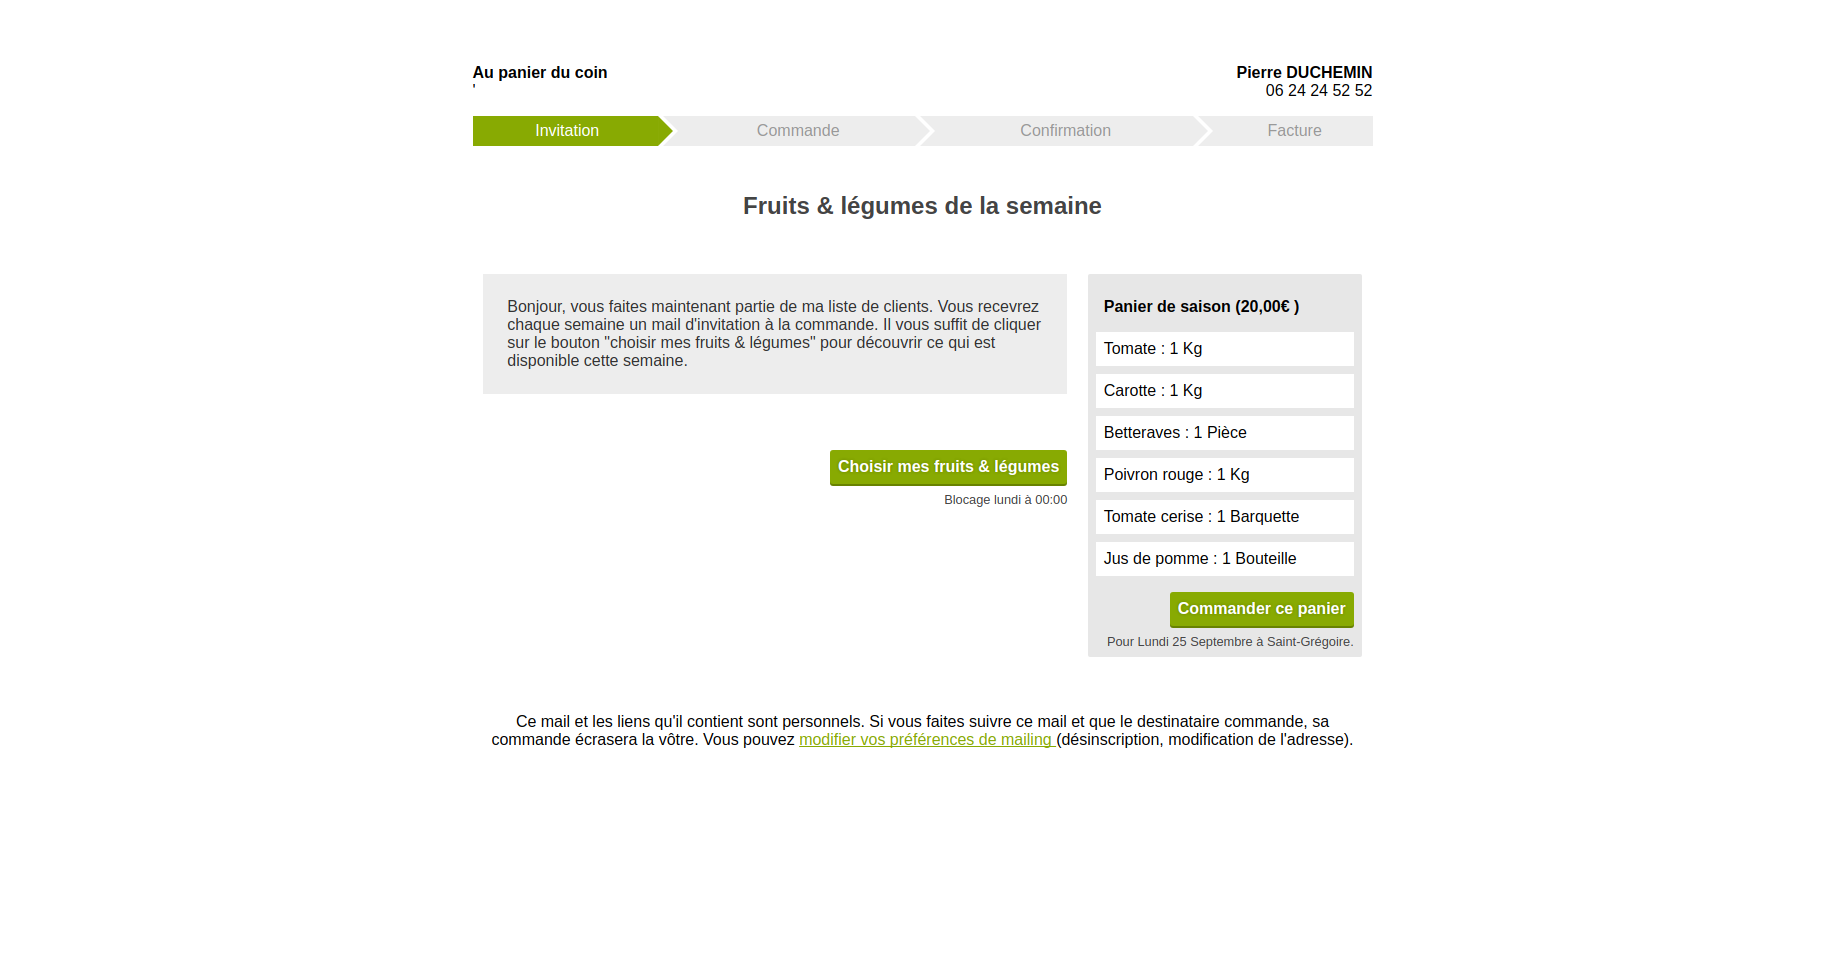 Au panier du coin
'
Pierre DUCHEMIN
06 24 24 52 52
Invitation
Commande
Confirmation
Facture
Fruits & légumes de la semaine
Bonjour, vous faites maintenant partie de ma liste de clients. Vous recevrez
chaque semaine un mail d'invitation à la commande. Il vous suffit de cliquer
sur le bouton "choisir mes fruits & légumes" pour découvrir ce qui est
disponible cette semaine.
Choisir mes fruits & légumes
Blocage lundi à 00:00
Panier de saison (20,00€ )
Tomate : 1 Kg
Carotte : 1 Kg
Betteraves : 1 Pièce
Poivron rouge : 1 Kg
Tomate cerise : 1 Barquette
Jus de pomme : 1 Bouteille
Commander ce panier
Pour Lundi 25 Septembre à Saint-Grégoire.
Ce mail et les liens qu'il contient sont personnels. Si vous faites suivre ce mail et que le destinataire commande, sa
commande écrasera la vôtre. Vous pouvez modifier vos préférences de mailing (désinscription, modification de l'adresse).